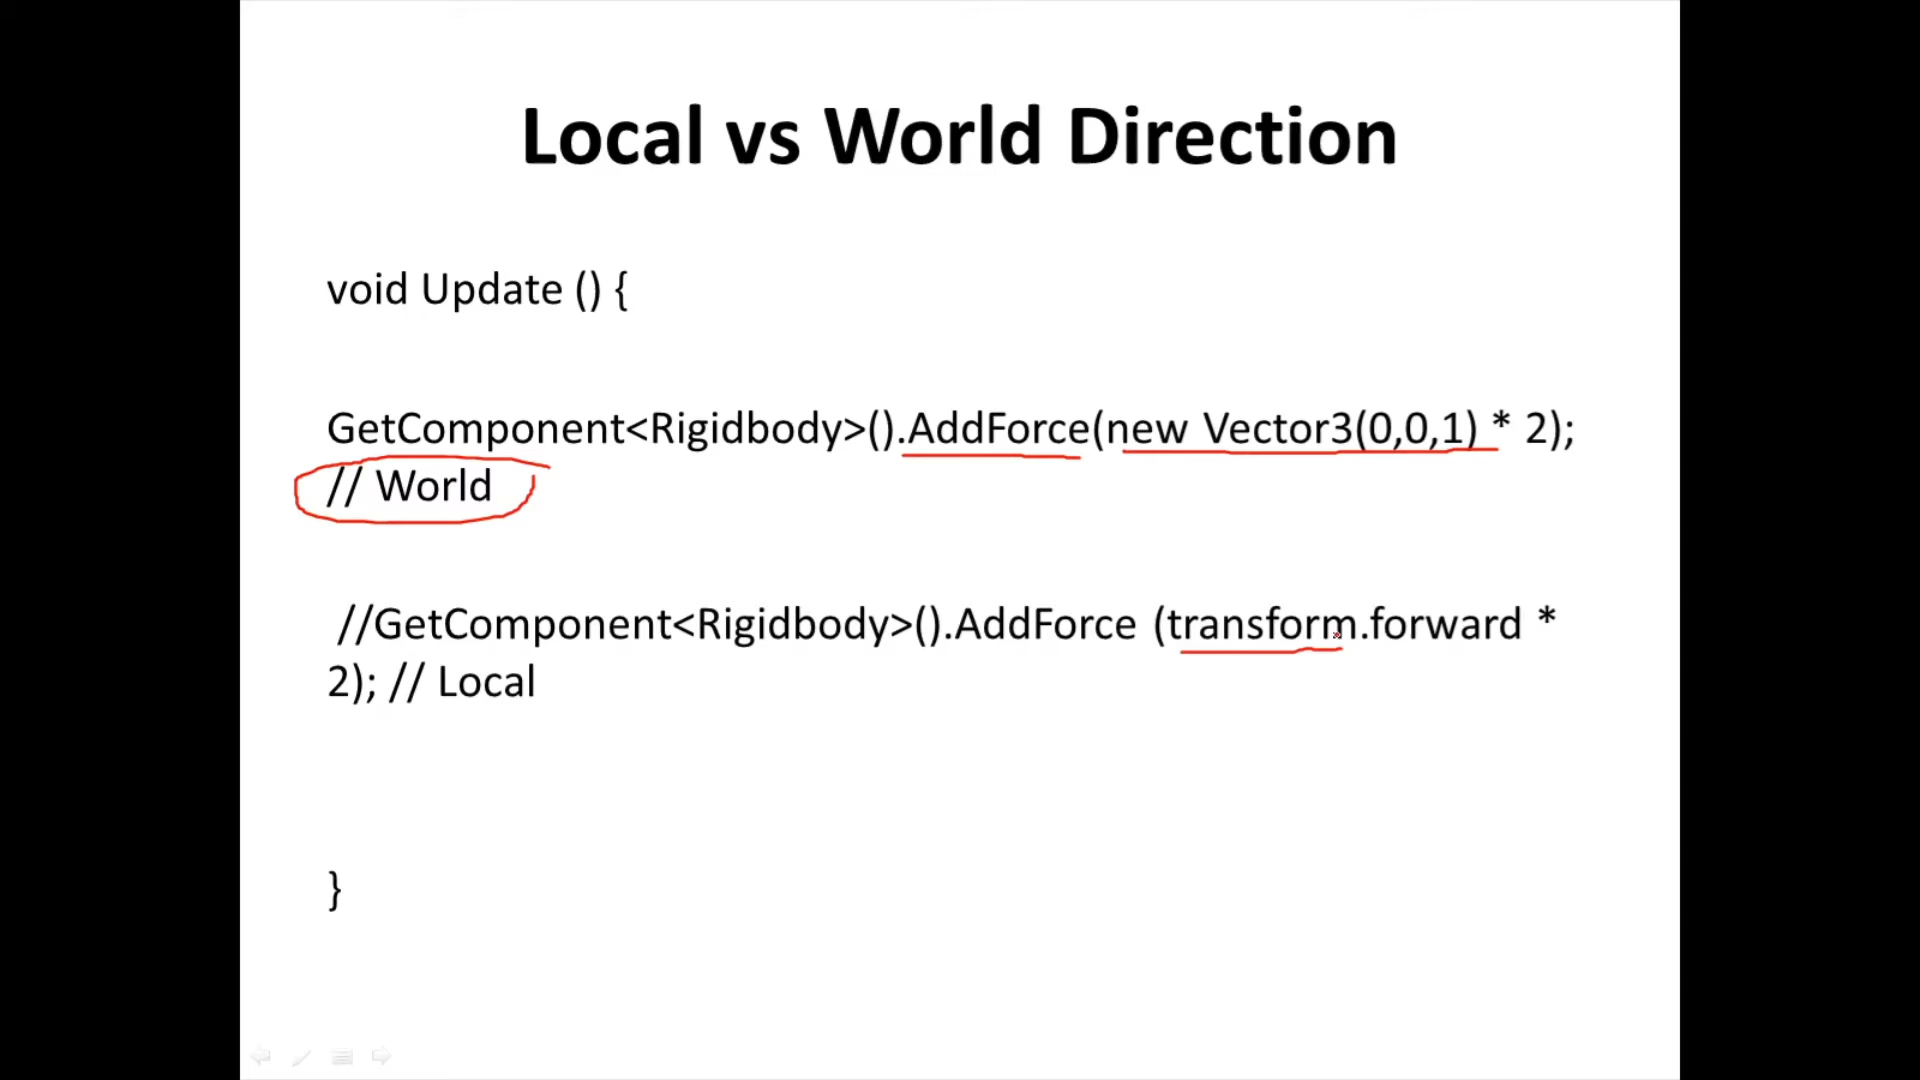 Local vs World Direction
void Update () {
GetComponent<Rigidbody>().AddForce(new Vector3(0,0,1) * 2);
// World
//GetComponent<Rigidbody>().AddForce (transform.forward *
2); // Local
}